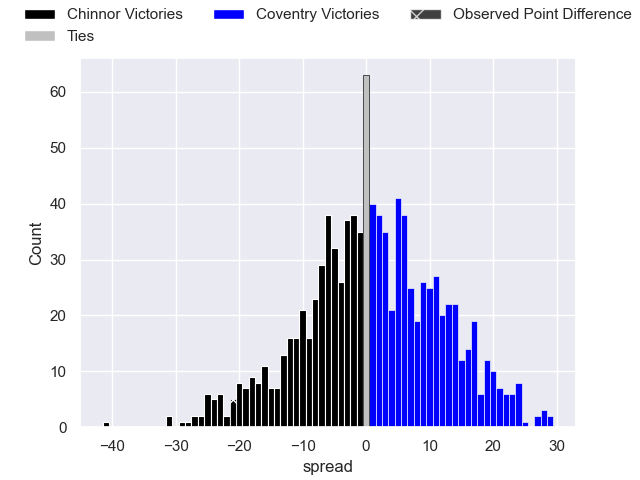 Chinnor Victories
Coventry Victories
Observed Point Difference
Ties
60
50
40
30
20
10
0
Count
−40
−30
−20
−10
0
10
20
30
spread